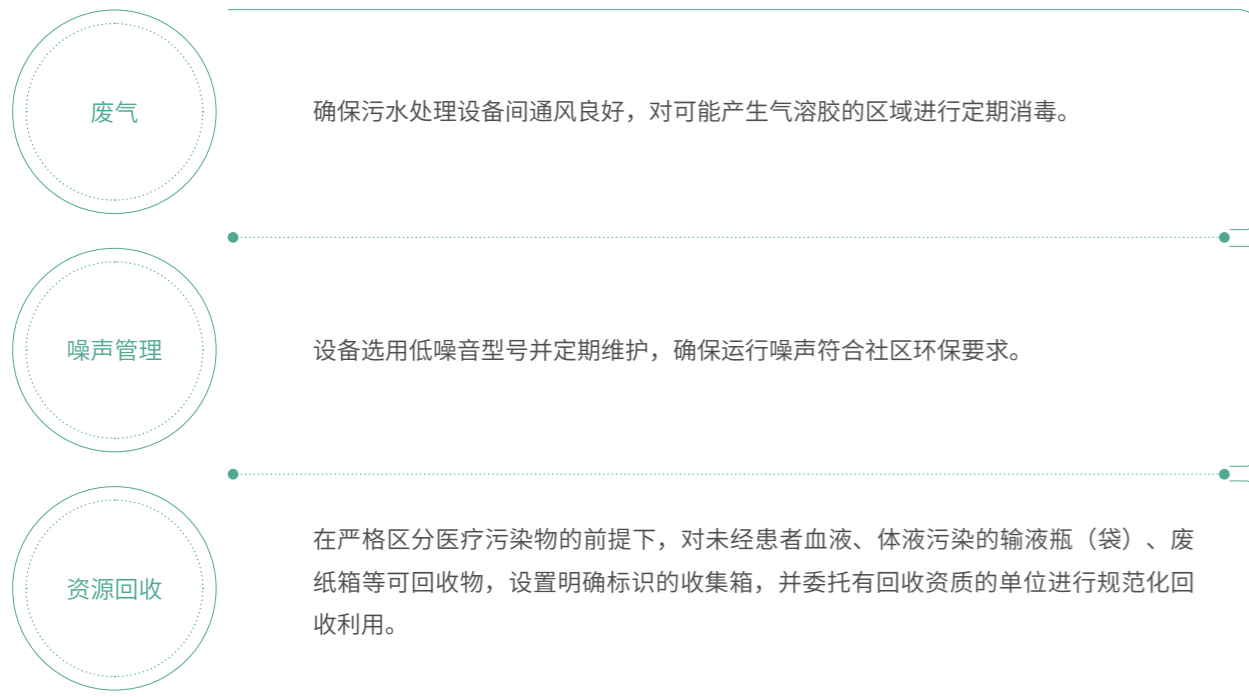 废气
确保污水处理设备间通风良好，对可能产生气溶胶的区域进行定期消毒。
噪声管理
设备选用低噪音型号并定期维护，确保运行噪声符合社区环保要求。
资源回收
在严格区分医疗污染物的前提下，对未经患者血液、体液污染的输液瓶（袋）、废
纸箱等可回收物，设置明确标识的收集箱，并委托有回收资质的单位进行规范化回
收利用。